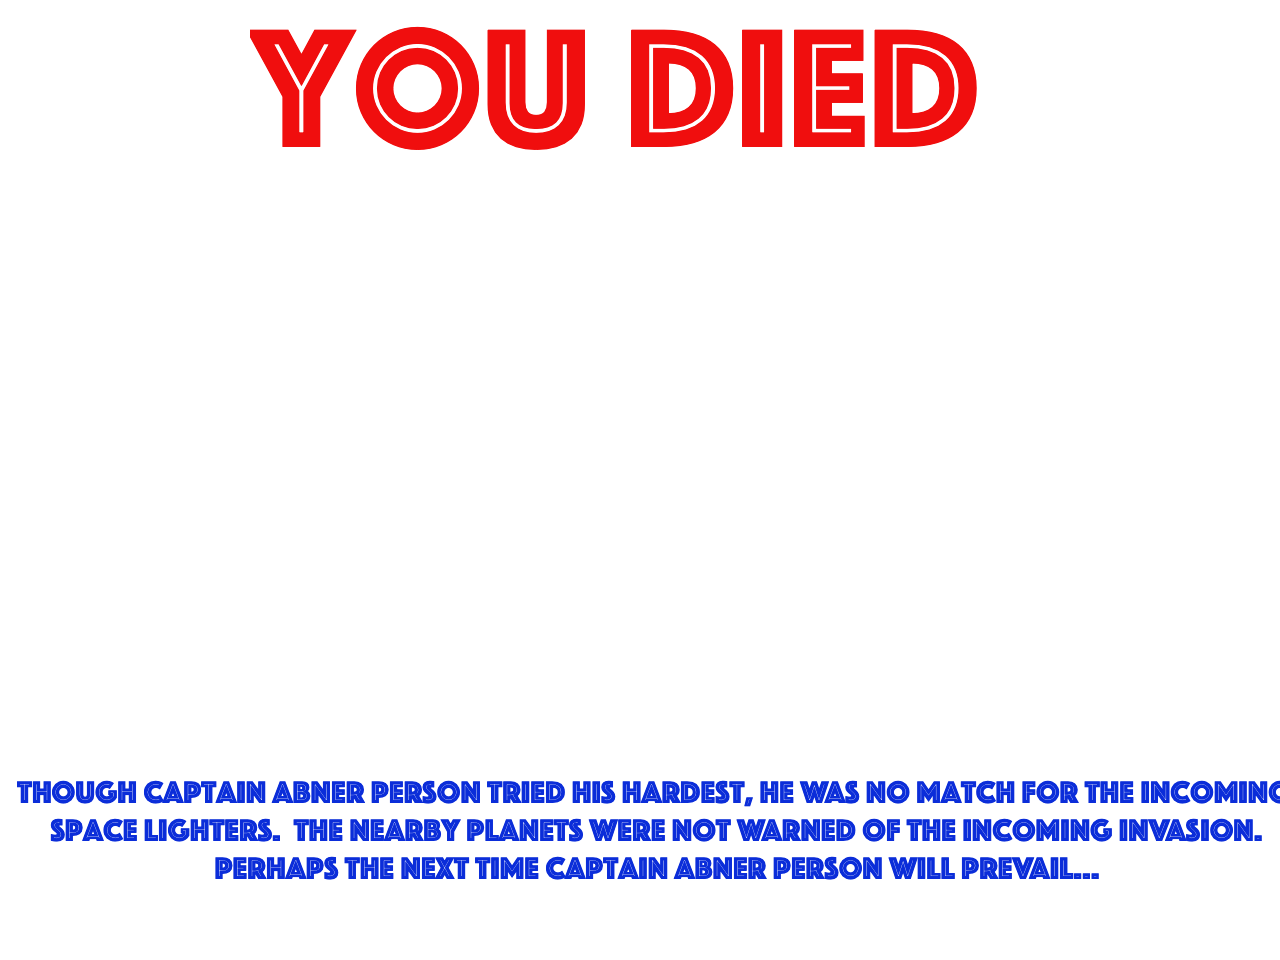 YOU DIED
THOUGH CAPTAIN ABNER PERSON TRIED HIS HARDEST, HE WAS NO MATCH FOR THE INCOMING
SPACE LIGHTERS.  THE NEARBY PLANETS WERE NOT WARNED OF THE INCOMING INVASION.
PERHAPS THE NEXT TIME CAPTAIN ABNER PERSON WILL PREVAIL...